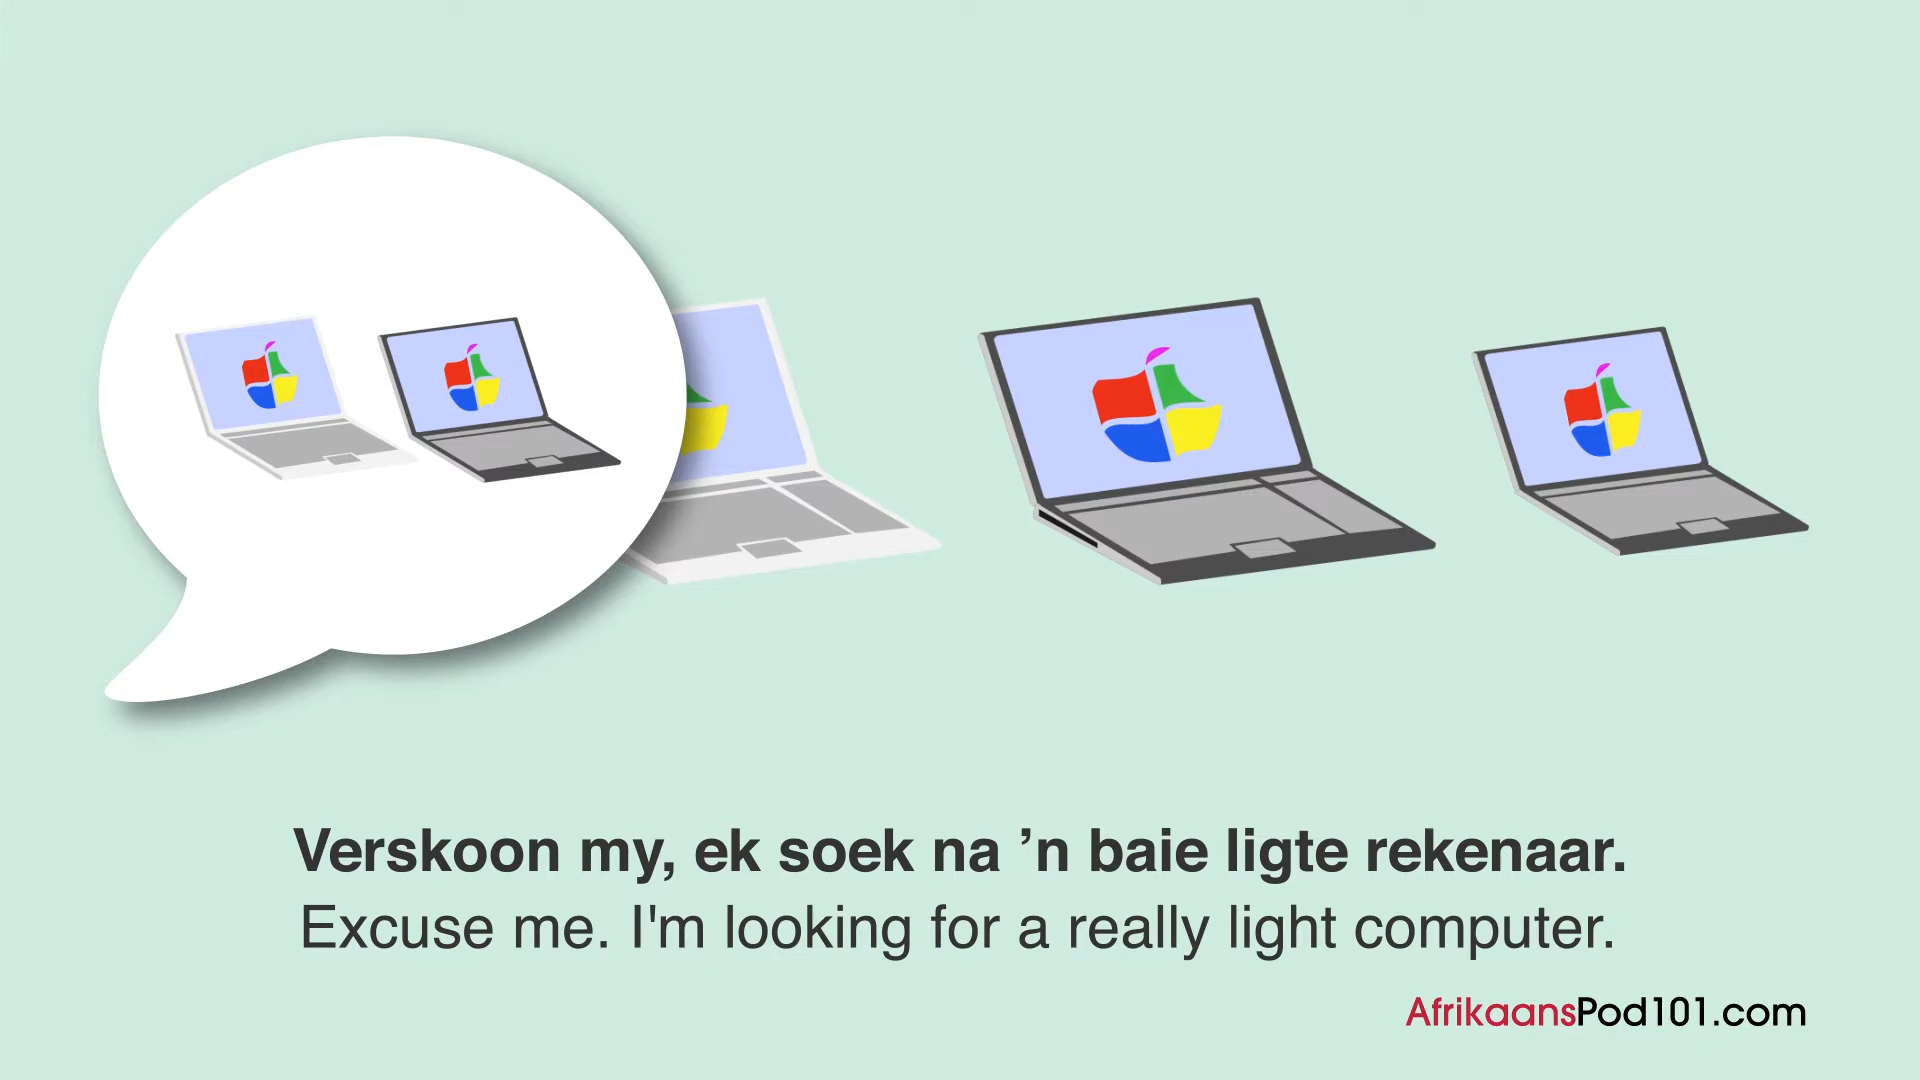 Verskoon my, ek soek na ’n baie ligte rekenaar.
Excuse me. I'm looking for a really light computer.
AfrikaansPod101.com